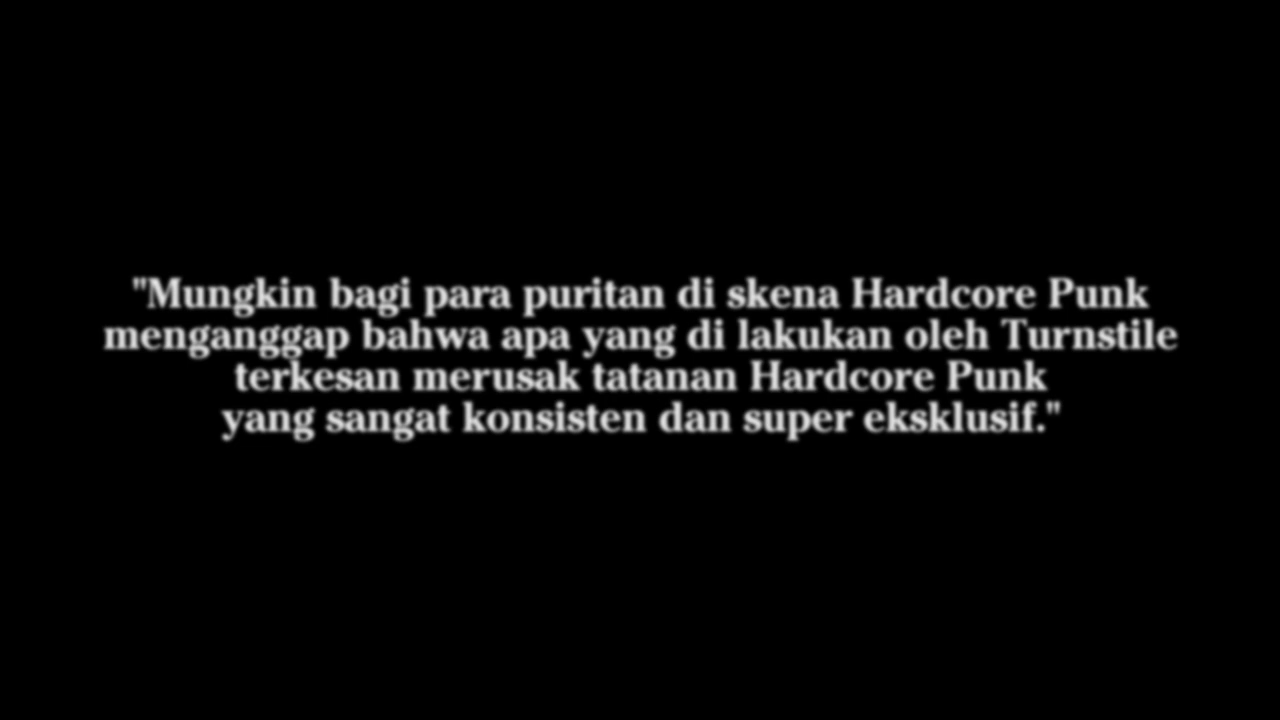 "Mungkin bagi para puritan di skena Hardcore Punk
menganggap bahwa apa yang di lakukan oleh Turnstile
terkesan merusak tatanan Hardcore Punk
yang sangat konsisten dan super eksklusif."